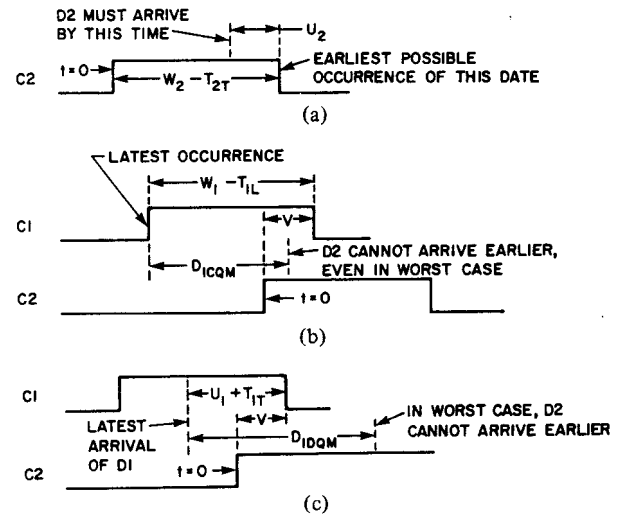 D2 MUST ARRIVE
BY THIS TIME
U2
t=0
EARLIEST POSSIBLE
OCCURRENCE OF THIS DATE
C2
W2 – T2T
(a)
LATEST OCCURRENCE
W1 – T1L
C1
V
D2 CANNOT ARRIVE EARLIER,
EVEN IN WORST CASE
D1CQM
C2
t=0
(b)
C1
U1 + T1T
LATEST
ARRIVAL
OF D1
V
IN WORST CASE, D2
CANNOT ARRIVE EARLIER
D1DQM
t=0
C2
(c)